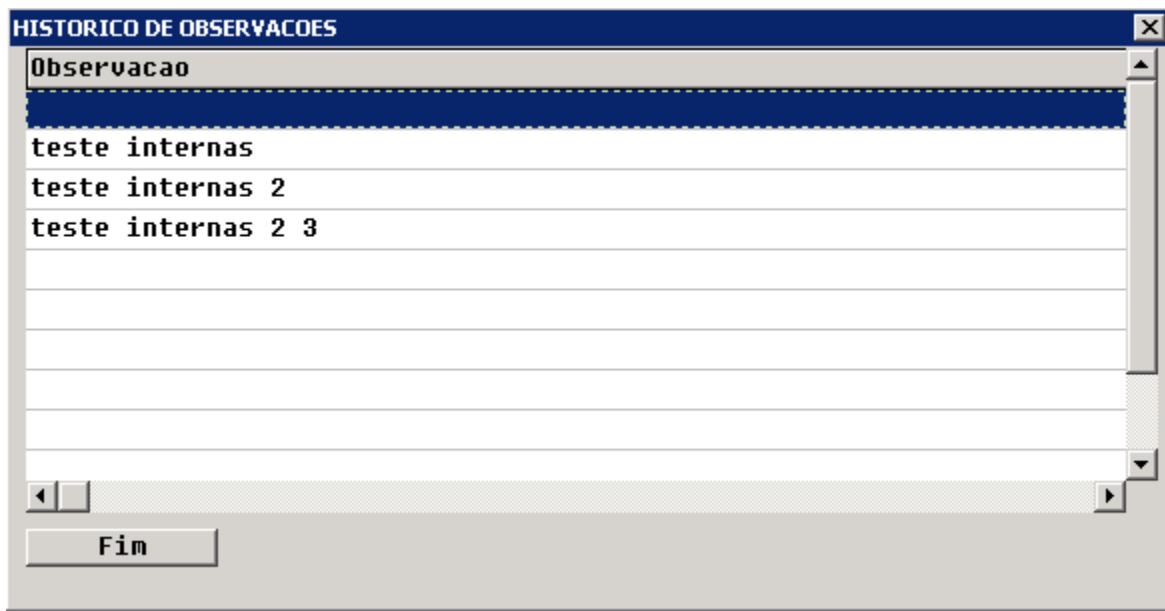 HISTORICO DE OBSERVACOES
Observacao
teste internas
teste internas 2
teste internas 2 3
Fim